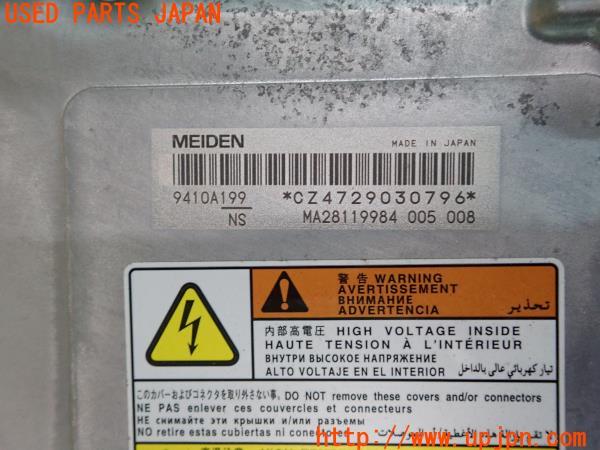 USED PARTS JAPAN
MEIDEN
MADE IN JAPAN
9410A199
*CZ4729030796*
NS
MA28119984 005 008
警告 WARNING
AVERTISSEMENT
ВНИМАНИЕ
ADVERTENCIA
تحذير
内部高電圧 HIGH VOLTAGE INSIDE
HAUTE TENSION À L'INTÉRIEUR
ВНУТРИ ВЫСОКОЕ НАПРЯЖЕНИЕ
ALTO VOLTAJE EN EL INTERIOR
تيار كهربائي عالي بالداخل
このカバーおよびコネクタを取り外さない事。 DO NOT remove these covers and/or connectors
NE PAS enlever ces couvercles et connecteurs
НЕ снимайте эти крышки и/или разъемы
NO retire estas cubiertas ni
http://www.upjpn.com